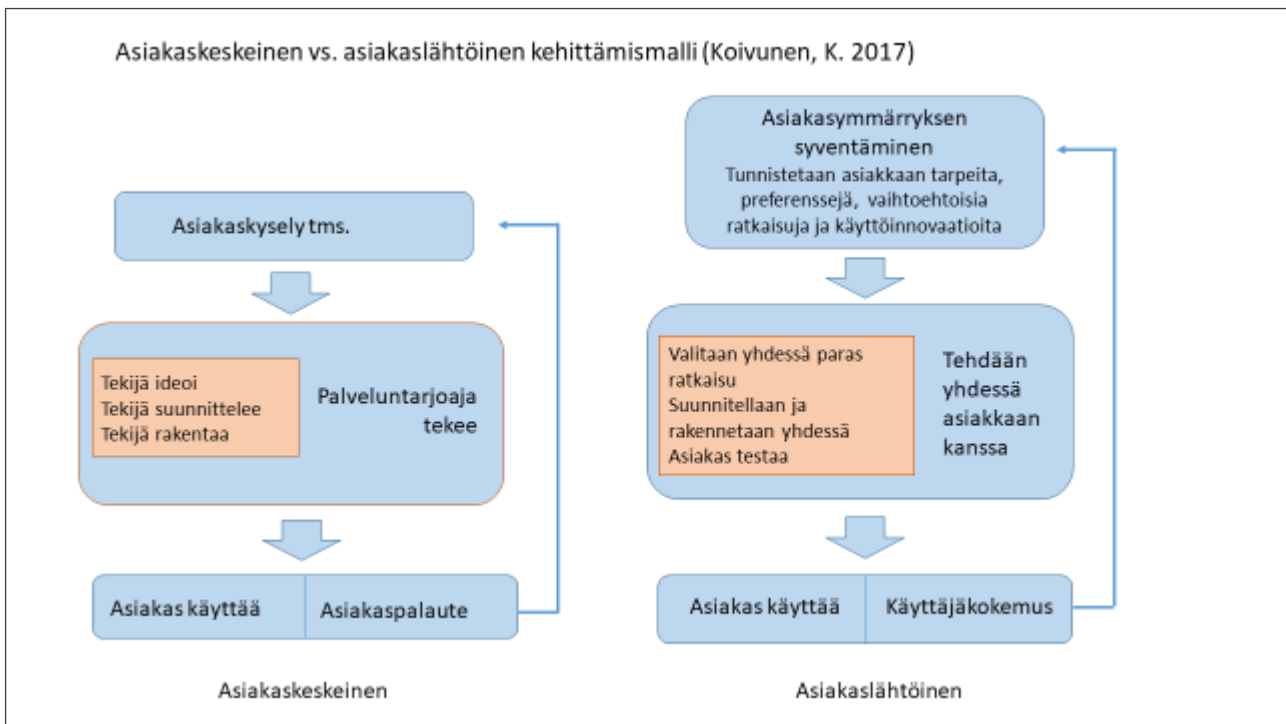 Asiakaskeskeinen vs. asiakaslähtöinen kehittämismalli (Koivunen, K. 2017)
Asiakaskysely tms.
Tekijä ideoi
Tekijä suunnittelee
Tekijä rakentaa
Palveluntarjoaja
tekee
Asiakas käyttää
Asiakaspalaute
Asiakaskeskeinen
Asiakasymmärryksen
syventäminen
Tunnistetaan asiakkaan tarpeita,
preferenssejä, vaihtoehtoisia
ratkaisuja ja käyttöinnovaatioita
Valitaan yhdessä paras
ratkaisu
Suunnitellaan ja
rakennetaan yhdessä
Asiakas testaa
Tehdään
yhdessä
asiakkaan
kanssa
Asiakas käyttää
Käyttäjäkokemus
Asiakaslähtöinen